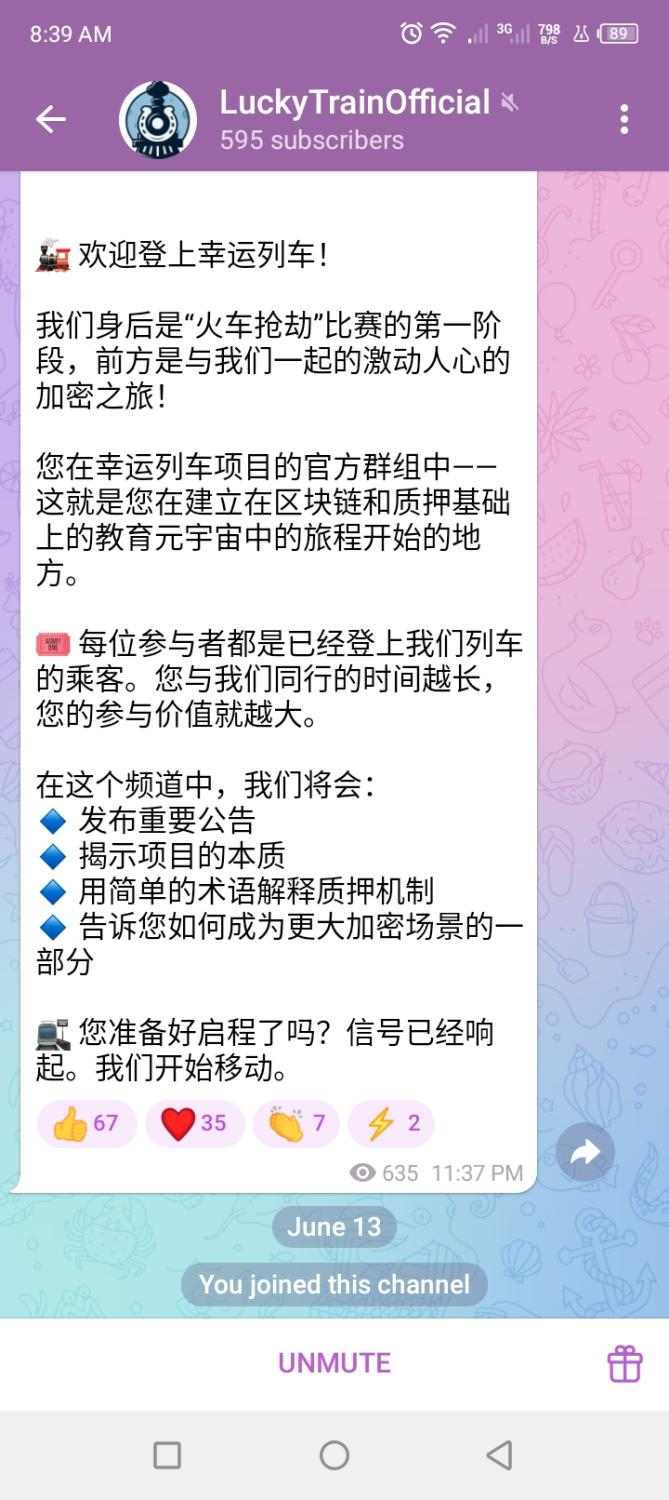 8:39 AM
3G
798
B/S
89
LuckyTrainOfficial
595 subscribers
🚂 欢迎登上幸运列车！
我们身后是“火车抢劫”比赛的第一阶
段，前方是与我们一起的激动人心的
加密之旅！
您在幸运列车项目的官方群组中——
这就是您在建立在区块链和质押基础
上的教育元宇宙中的旅程开始的地
方。
🎟 每位参与者都是已经登上我们列车
的乘客。您与我们同行的时间越长，
您的参与价值就越大。
在这个频道中，我们将会：
🔷 发布重要公告
🔷 揭示项目的本质
🔷 用简单的术语解释质押机制
🔷 告诉您如何成为更大加密场景的一
部分
🚉 您准备好启程了吗？信号已经响
起。我们开始移动。
👍 67 ❤ 35 👏 7 ⚡ 2
635 11:37 PM
June 13
You joined this channel
UNMUTE